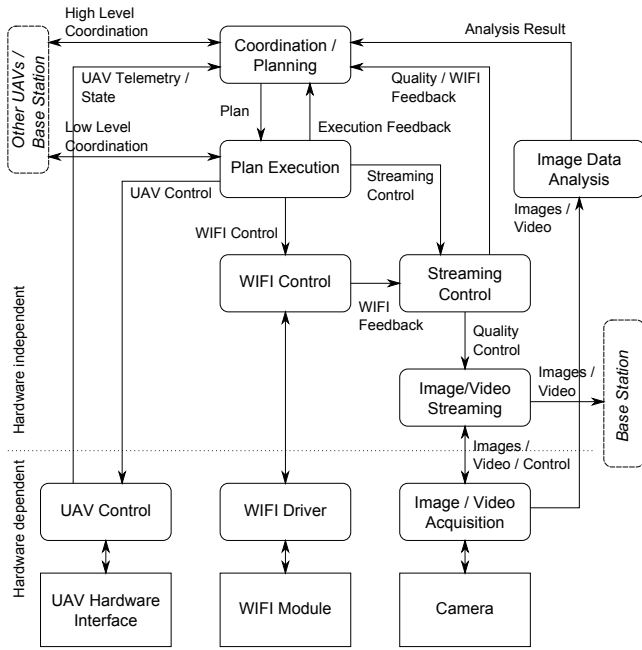 High Level
Coordination
Coordination /
Planning
Analysis Result
UAV Telemetry /
State
Quality / WIFI
Feedback
Other UAVs /
Base Station
Plan
Execution Feedback
Low Level
Coordination
Plan Execution
Image Data
Analysis
UAV Control
Streaming
Control
Images /
Video
WIFI Control
WIFI Control
Streaming
Control
WIFI
Feedback
Quality
Control
Hardware independent
Image/Video
Streaming
Images /
Video
Base Station
Images /
Video / Control
Hardware dependent
UAV Control
WIFI Driver
Image / Video
Acquisition
UAV Hardware
Interface
WIFI Module
Camera